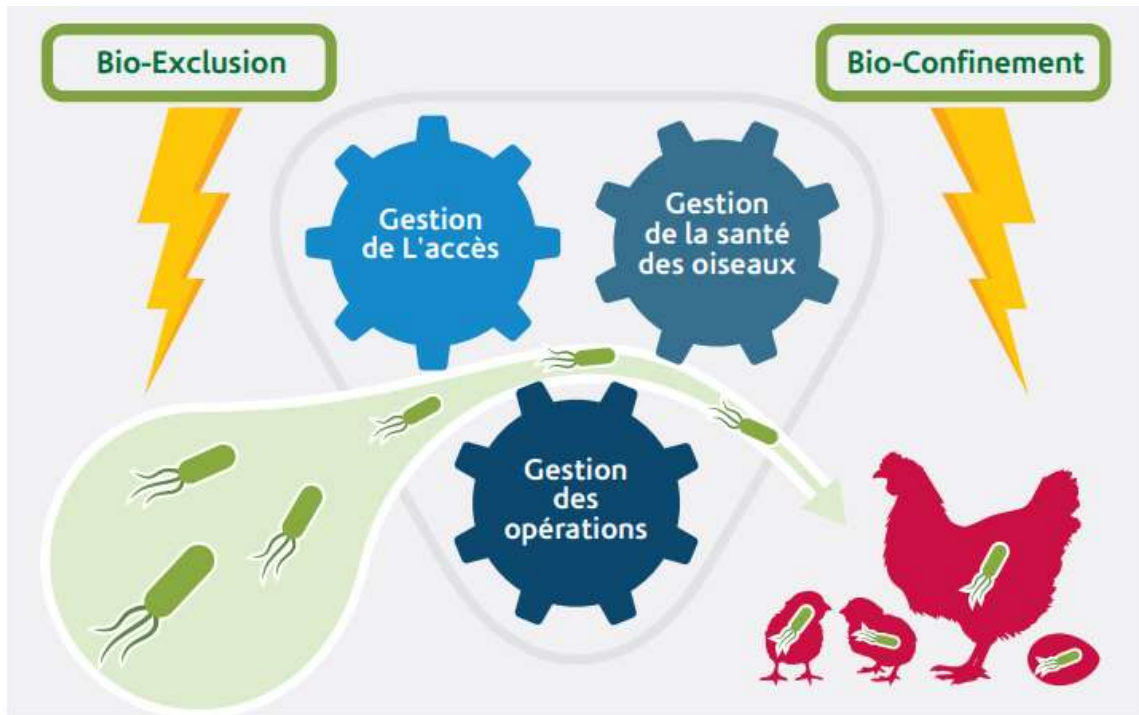 Bio-Exclusion
Bio-Confinement
Gestion
de L'accès
Gestion
de la santé
des oiseaux
Gestion
des
opérations